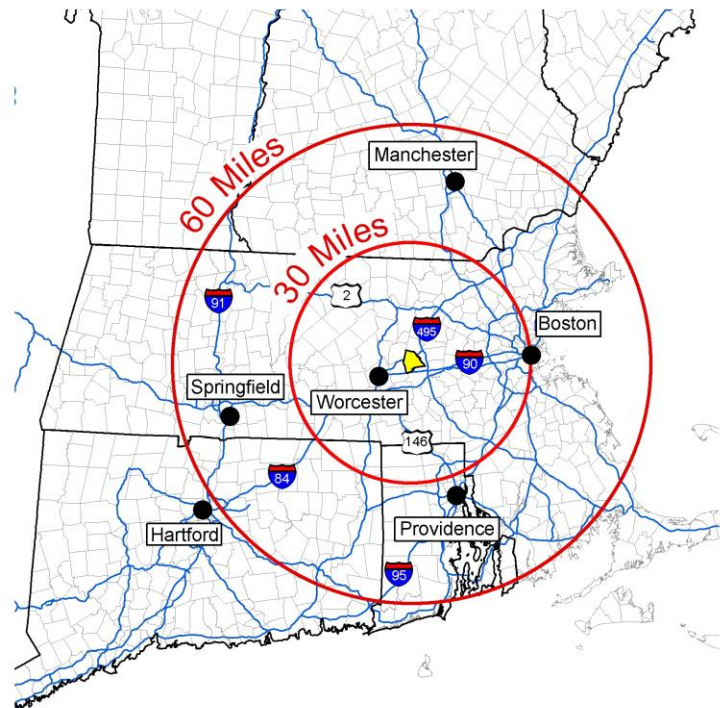 Manchester
60 Miles
30 Miles
91
2
495
Boston
90
Springfield
Worcester
146
84
Hartford
Providence
95